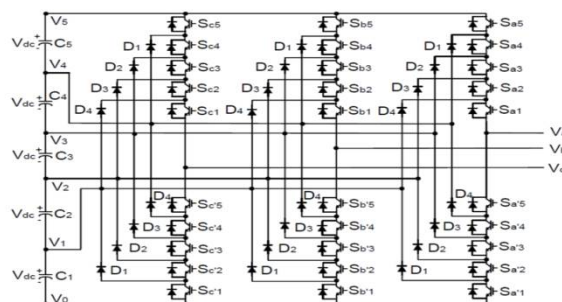 V5
Vdc + - C5
V4
Vdc + - C4
V3
Vdc + - C3
V2
Vdc + - C2
V1
Vdc + - C1
V0
D1
D2
D3
D4
Sc5
Sc4
Sc3
Sc2
Sc1
D4
D3
D2
D1
Sc'5
Sc'4
Sc'3
Sc'2
Sc'1
D1
D2
D3
D4
Sb5
Sb4
Sb3
Sb2
Sb1
D4
D3
D2
D1
Sb'5
Sb'4
Sb'3
Sb'2
Sb'1
D1
D2
D3
D4
Sa5
Sa4
Sa3
Sa2
Sa1
D4
D3
D2
D1
Sa'5
Sa'4
Sa'3
Sa'2
Sa'1